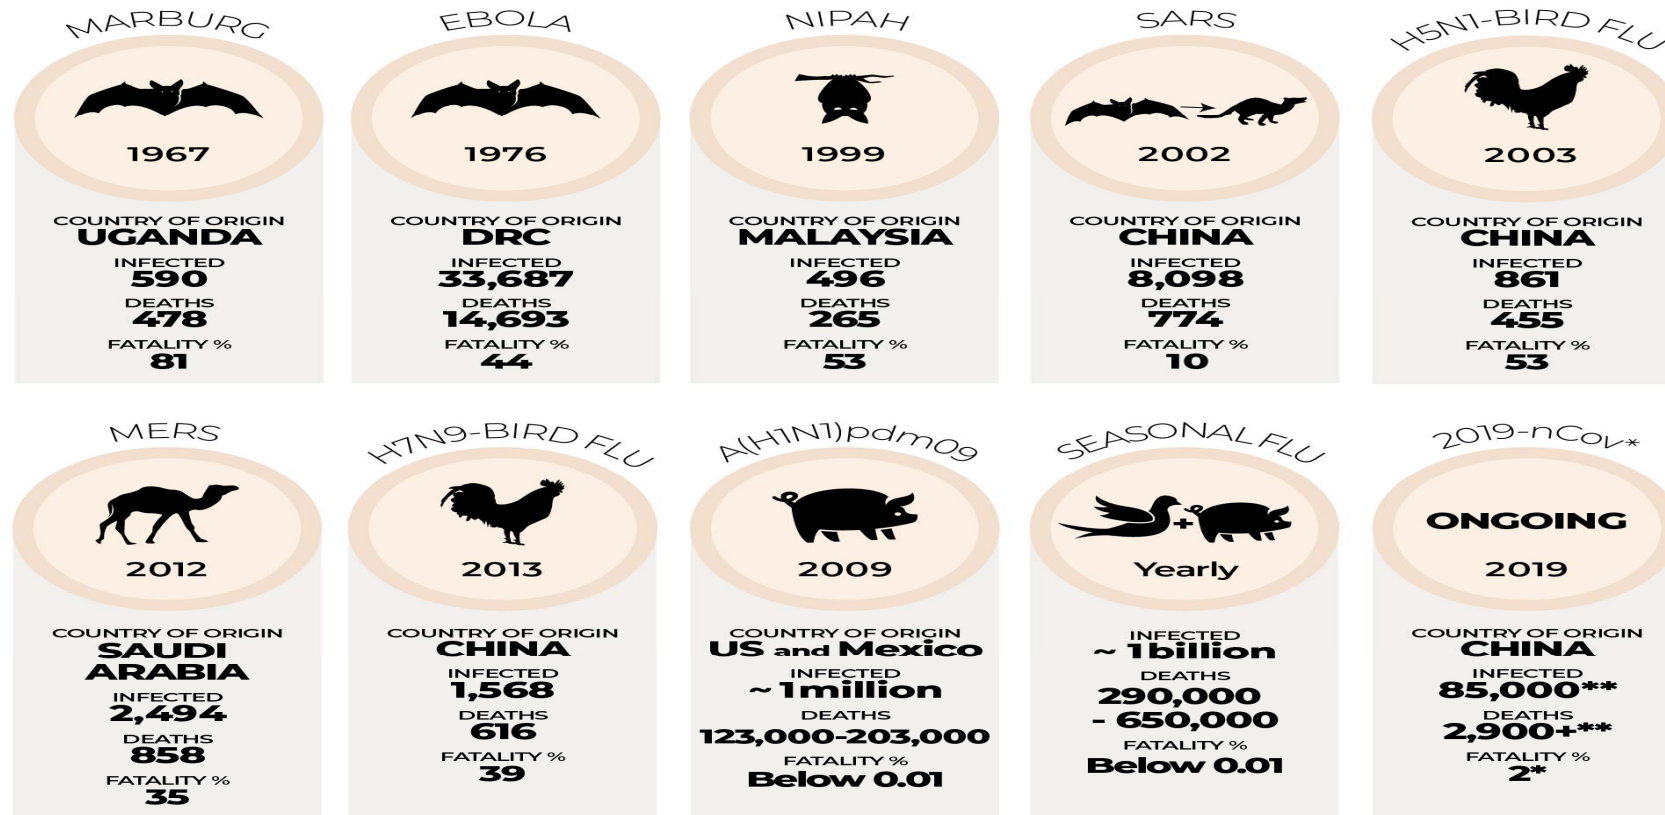 MARBURG
1967
COUNTRY OF ORIGIN
UGANDA
INFECTED
590
DEATHS
478
FATALITY %
81
EBOLA
1976
COUNTRY OF ORIGIN
DRC
INFECTED
33,687
DEATHS
14,693
FATALITY %
44
NIPAH
1999
COUNTRY OF ORIGIN
MALAYSIA
INFECTED
496
DEATHS
265
FATALITY %
53
SARS
2002
COUNTRY OF ORIGIN
CHINA
INFECTED
8,098
DEATHS
774
FATALITY %
10
H5N1-BIRD FLU
2003
COUNTRY OF ORIGIN
CHINA
INFECTED
861
DEATHS
455
FATALITY %
53
MERS
2012
COUNTRY OF ORIGIN
SAUDI
ARABIA
INFECTED
2,494
DEATHS
858
FATALITY %
35
H7N9-BIRD FLU
2013
COUNTRY OF ORIGIN
CHINA
INFECTED
1,568
DEATHS
616
FATALITY %
39
A(H1N1)pdm09
2009
COUNTRY OF ORIGIN
US and Mexico
INFECTED
~ 1million
DEATHS
123,000-203,000
FATALITY %
Below 0.01
SEASONAL FLU
+
Yearly
INFECTED
~ 1billion
DEATHS
290,000
- 650,000
FATALITY %
Below 0.01
2019-nCov*
ONGOING
2019
COUNTRY OF ORIGIN
CHINA
INFECTED
85,000**
DEATHS
2,900+**
FATALITY %
2*